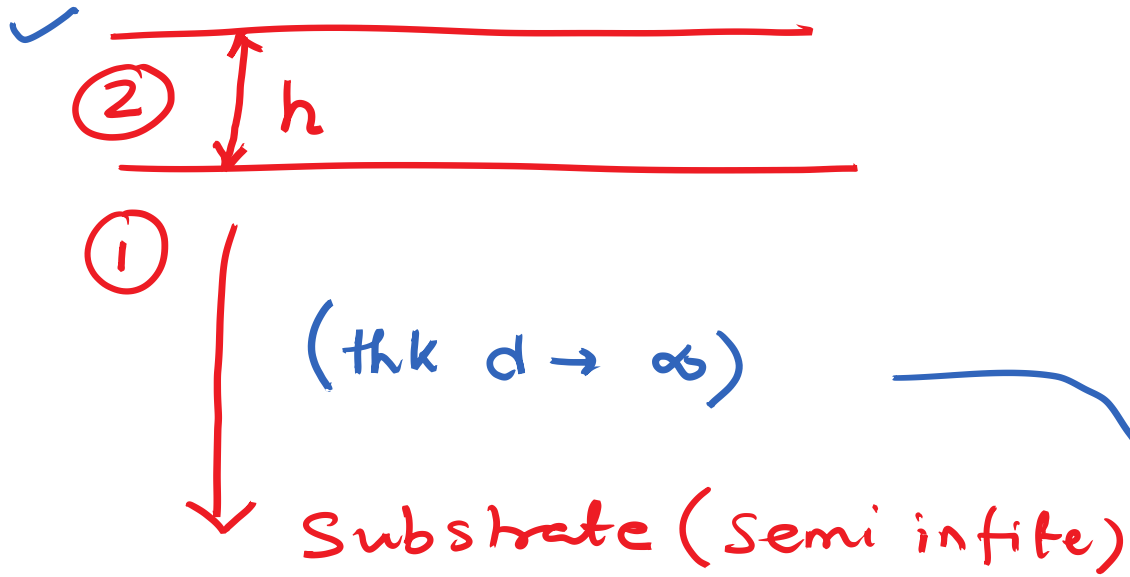 2
h
1
(thk d → ∞)
Substrate (Semi infite)